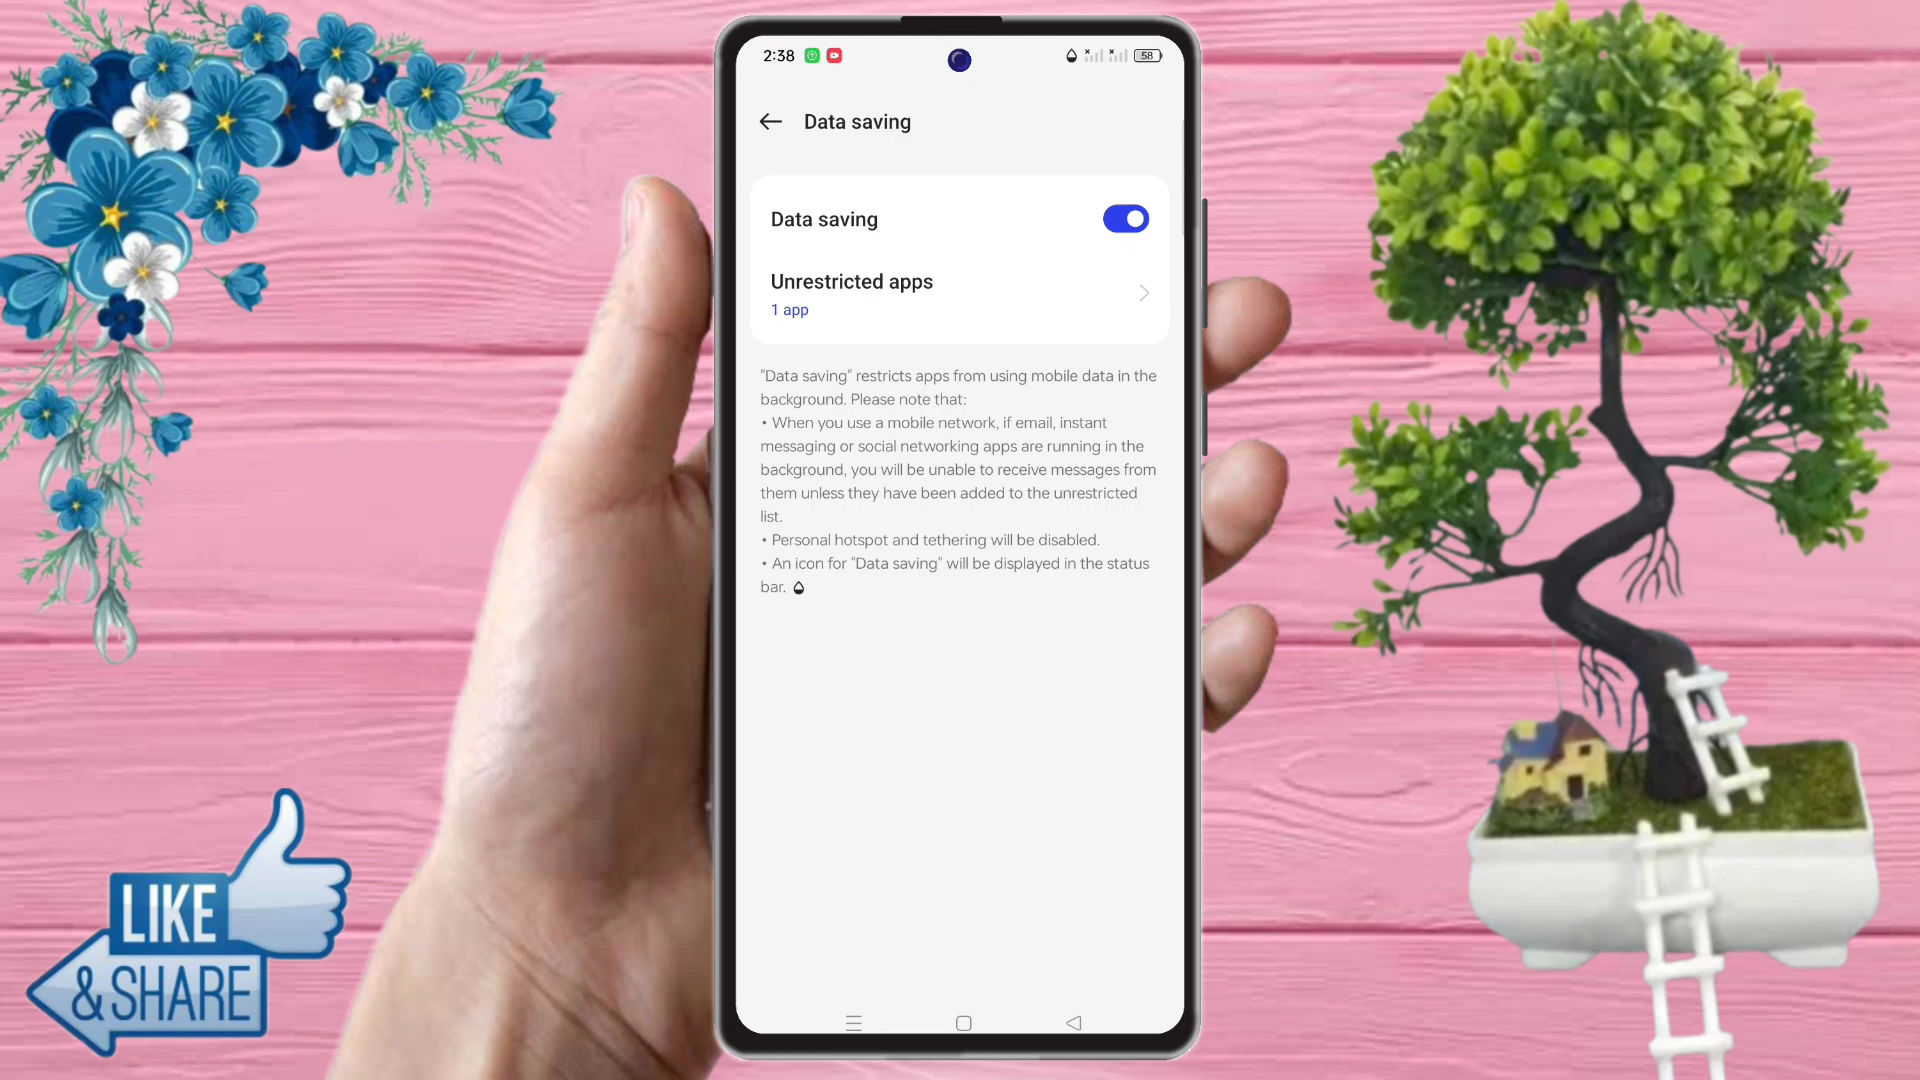 2:38
58
Data saving
Data saving
Unrestricted apps
1 app
“Data saving” restricts apps from using mobile data in the
background. Please note that:
• When you use a mobile network, if email, instant
messaging or social networking apps are running in the
background, you will be unable to receive messages from
them unless they have been added to the unrestricted
list.
• Personal hotspot and tethering will be disabled.
• An icon for “Data saving” will be displayed in the status
bar.
LIKE
& SHARE